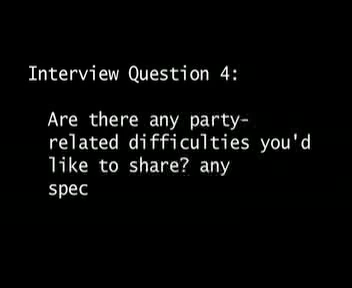 Interview Question 4:
Are there any party-
related difficulties you'd
like to share? any
spec